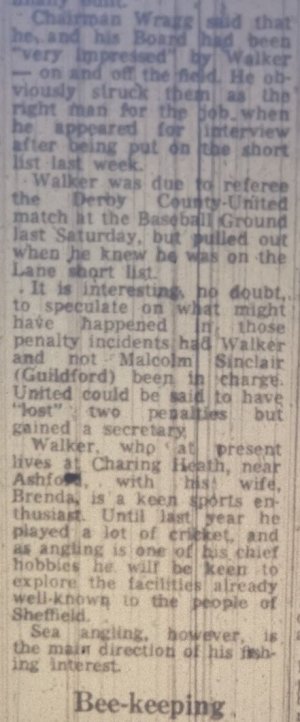 Chairman Wragg said that
he and his Board had been
"very impressed" by Walker
— on and off the field. He ob-
viously struck them as the
right man for the job when
he appeared for interview
after being put on the short
list last week.
Walker was due to referee
the Derby County-United
match at the Baseball Ground
last Saturday, but pulled out
when he knew he was on the
Lane short list.
It is interesting, no doubt,
to speculate on what might
have happened in those
penalty incidents had Walker
and not Malcolm Sinclair
(Guildford) been in charge.
United could be said to have
"lost" two penalties but
gained a secretary.
Walker, who at present
lives at Charing Heath, near
Ashford, with his wife,
Brenda, is a keen sports en-
thusiast. Until last year he
played a lot of cricket, and
as angling is one of his chief
hobbies he will be keen to
explore the facilities already
well-known to the people of
Sheffield.
Sea angling, however, is
the main direction of his fish-
ing interest.
Bee-keeping